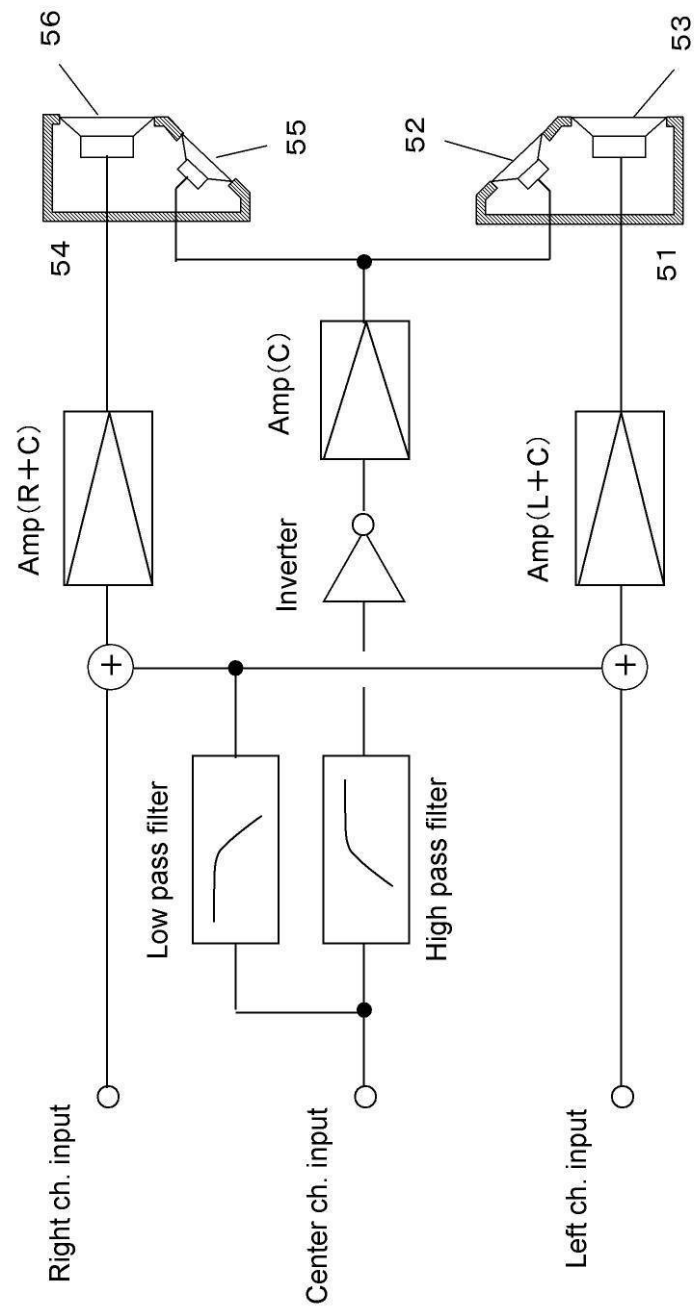 Right ch. input
Center ch. input
Left ch. input
Low pass filter
High pass filter
Inverter
Amp(R+C)
Amp(C)
Amp(L+C)
54
56
55
52
53
51
+
+